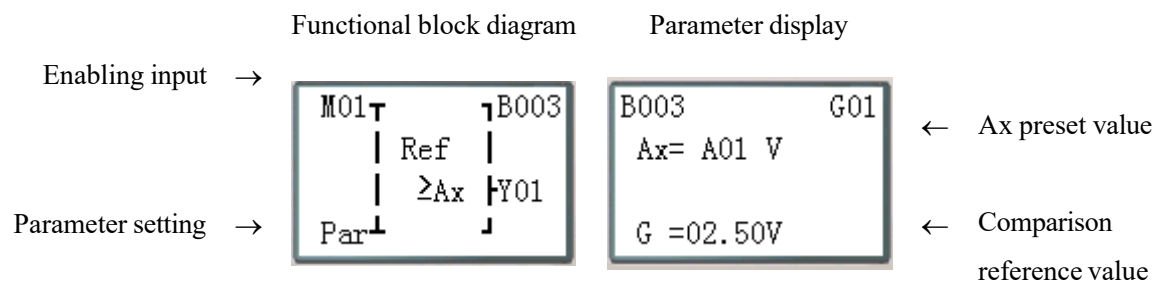 Functional block diagram Parameter display
Enabling input →
M01 B003 B003 G01
← Ax preset value
Ref Ax= A01 V
≥Ax Y01
Parameter setting → Par G =02.50V ← Comparison
reference value